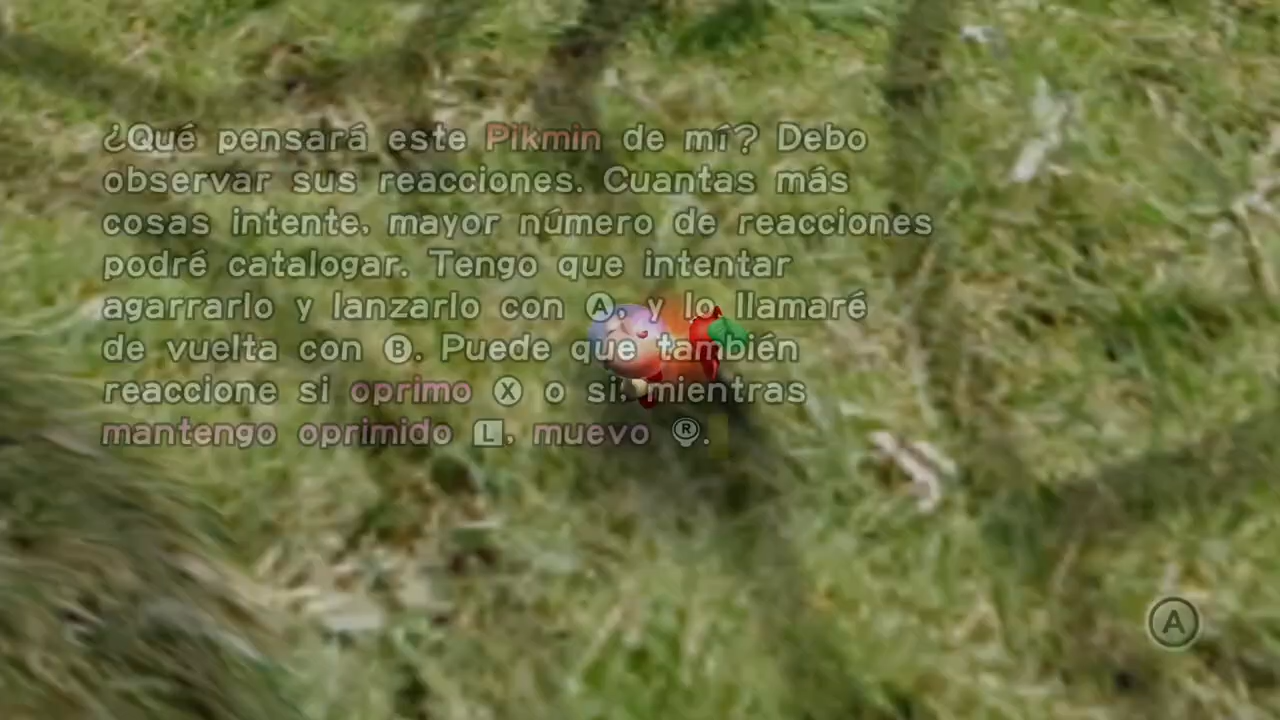 ¿Qué pensará este Pikmin de mí? Debo
observar sus reacciones. Cuantas más
cosas intente, mayor número de reacciones
podré catalogar. Tengo que intentar
agarrarlo y lanzarlo con A, y lo llamaré
de vuelta con B. Puede que también
reaccione si oprimo X o si, mientras
mantengo oprimido L, muevo R.
A